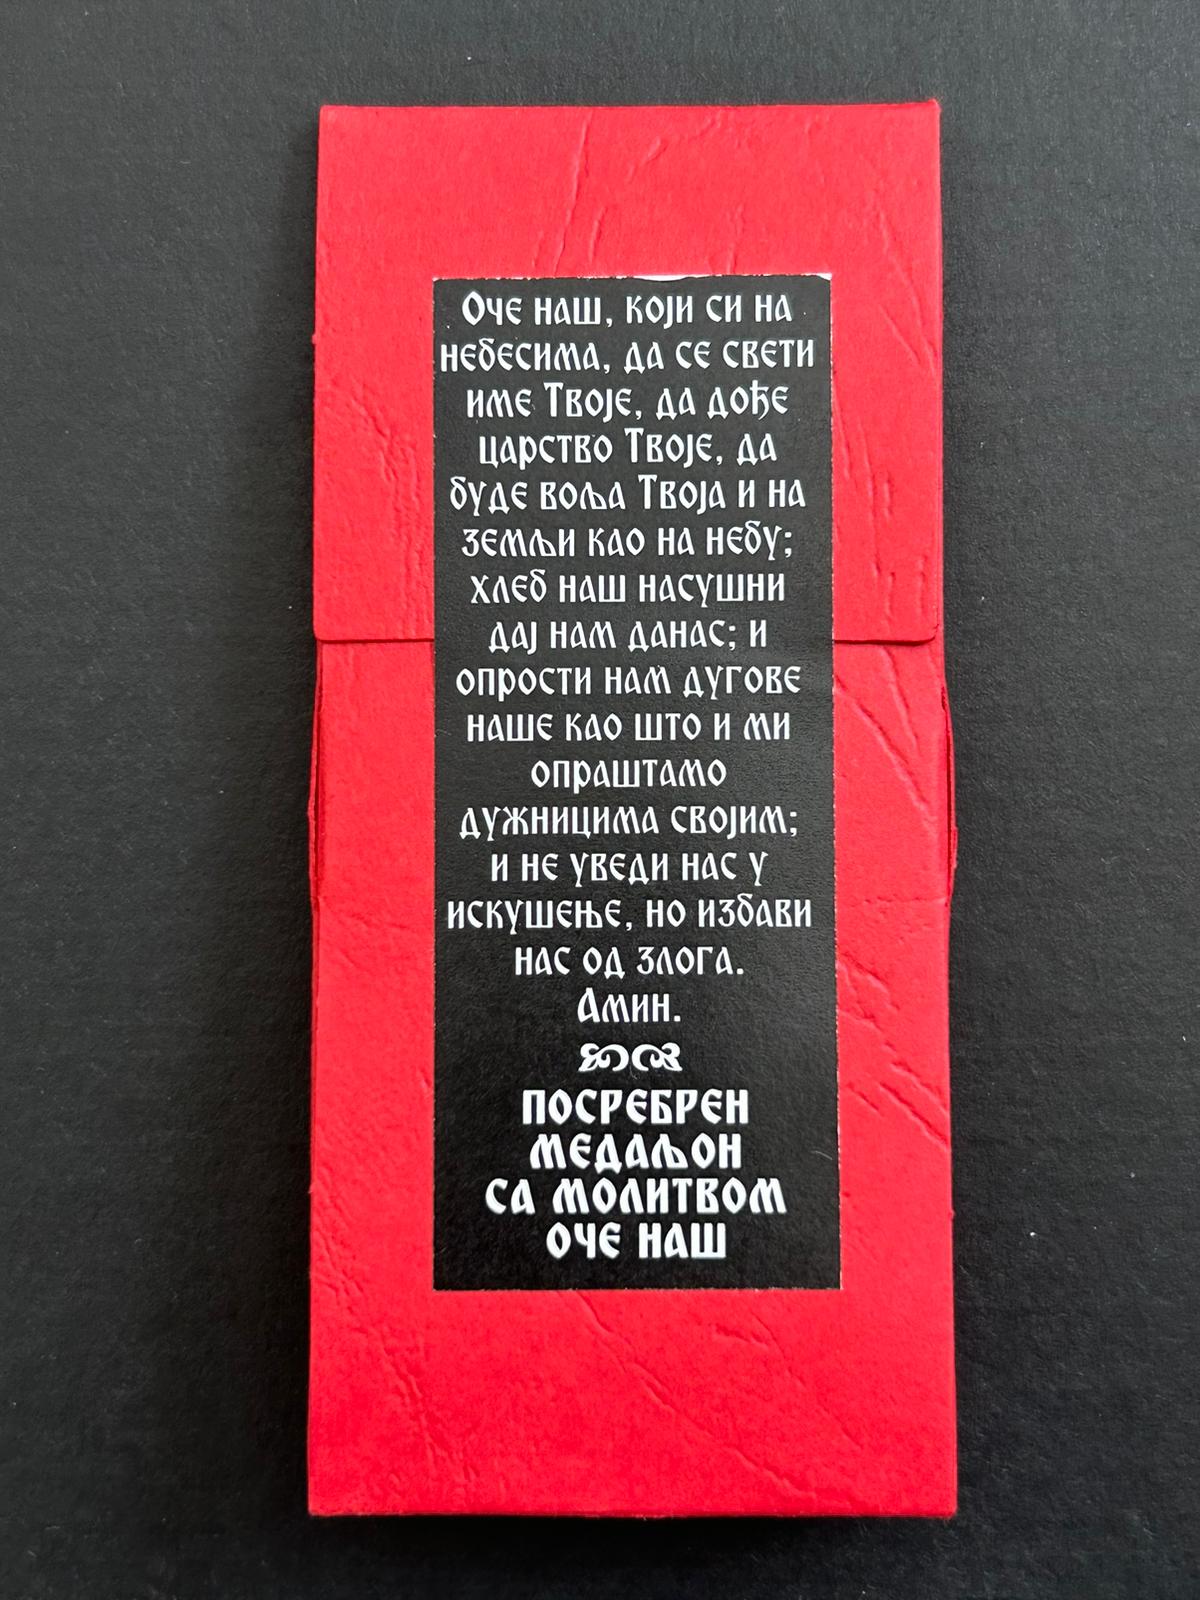 Оче наш, који си на
небесима, да се свети
име Твоје, да дође
царство Твоје, да
буде воља Твоја и на
земљи као на небу;
хлеб наш насушни
дај нам данас; и
опрости нам дугове
наше као што и ми
опраштамо
дужницима својим;
и не уведи нас у
искушење, но избави
нас од злога.
Амин.
ПОСРЕБРЕН
МЕДАЉОН
СА МОЛИТВОМ
ОЧЕ НАШ